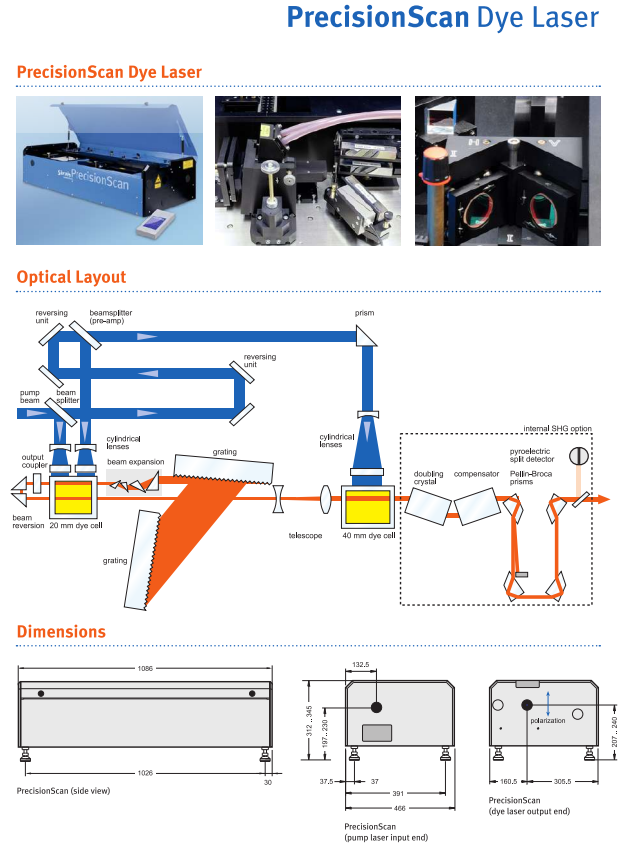 PrecisionScan Dye Laser
PrecisionScan Dye Laser
PrecisionScan
Optical Layout
reversing
unit
beamsplitter
(pre-amp)
prism
reversing
unit
pump
beam
beam
splitter
cylindrical
lenses
output
coupler
beam expansion
grating
cylindrical
lenses
internal SHG option
pyroelectric
split detector
doubling
crystal
compensator
Pellin-Broca
prisms
beam
reversion
20 mm dye cell
telescope
40 mm dye cell
grating
Dimensions
1086
1026
30
PrecisionScan (side view)
132.5
312 .. 345
197.. 230
37.5
37
391
466
PrecisionScan
(pump laser input end)
polarization
207 .. 240
160.5
305.5
PrecisionScan
(dye laser output end)